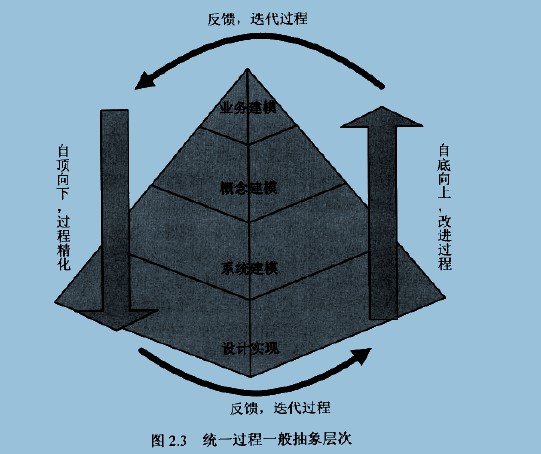 反馈，迭代过程
业务建模
自顶向下，过程精化
概念建模
自底向上，改进过程
系统建模
设计实现
反馈，迭代过程
图 2.3 统一过程一般抽象层次